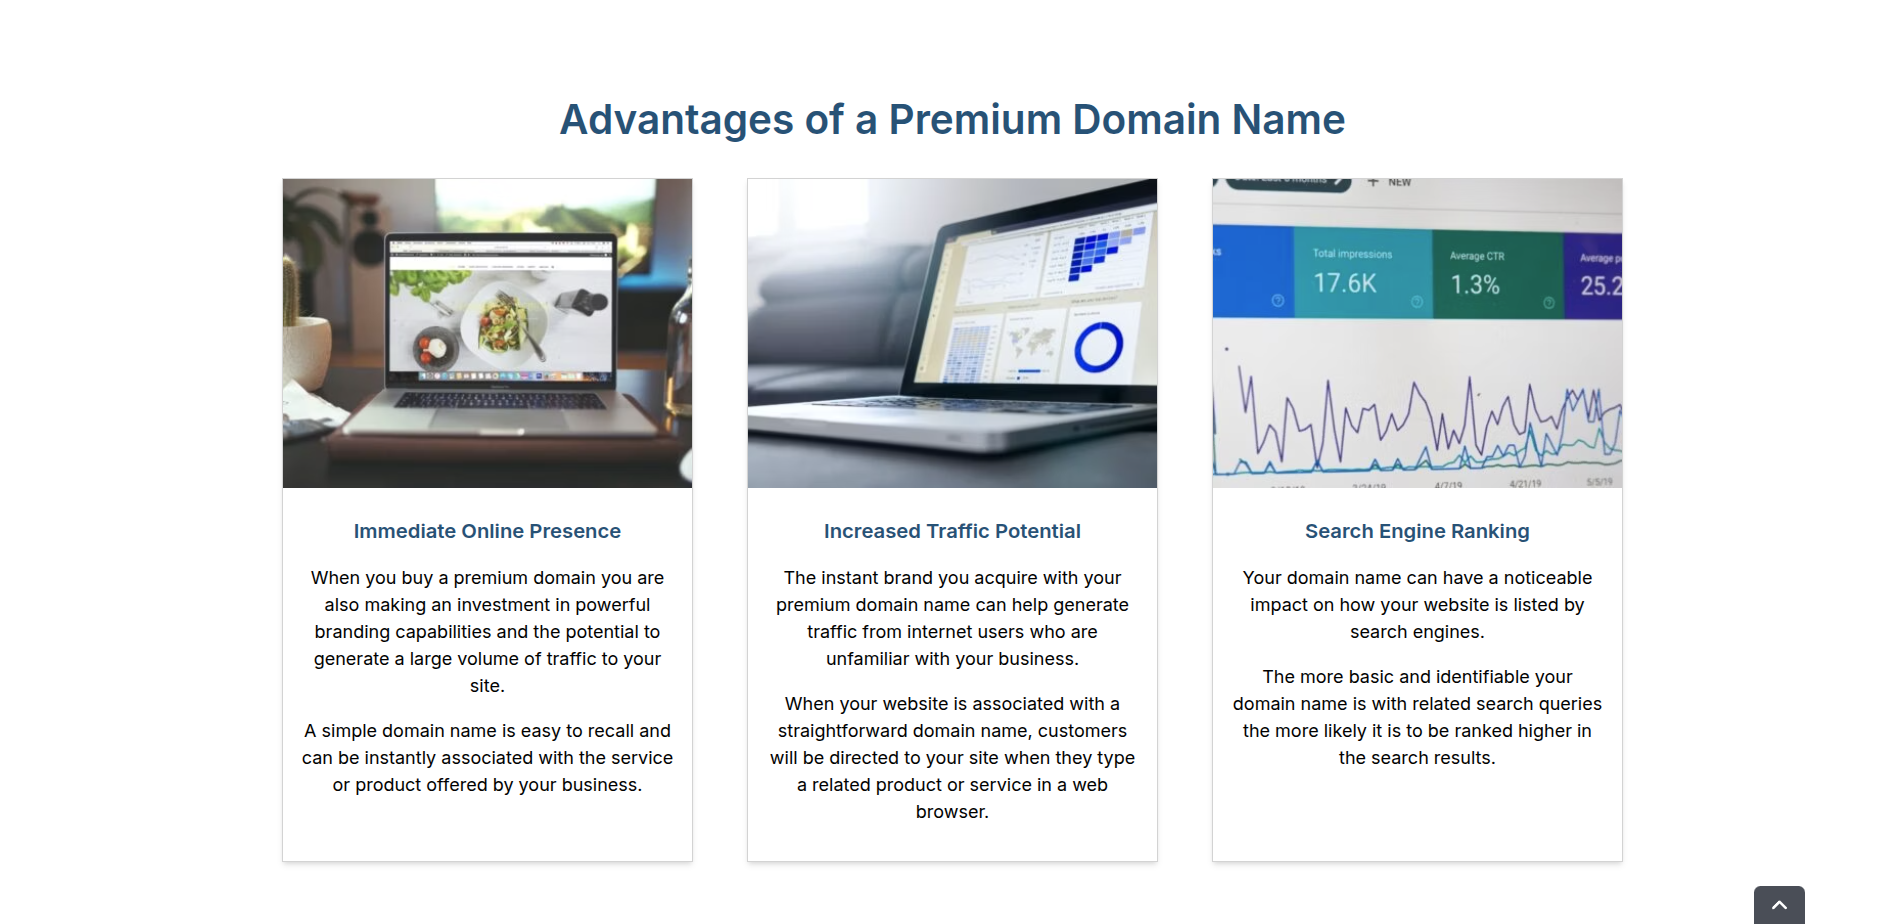 Advantages of a Premium Domain Name
NEW
Total impressions
17.6K
Average CTR
1.3%
Average
25.2
4/7/19
4/21/19
5/5/19
Immediate Online Presence
When you buy a premium domain you are
also making an investment in powerful
branding capabilities and the potential to
generate a large volume of traffic to your
site.
A simple domain name is easy to recall and
can be instantly associated with the service
or product offered by your business.
Increased Traffic Potential
The instant brand you acquire with your
premium domain name can help generate
traffic from internet users who are
unfamiliar with your business.
When your website is associated with a
straightforward domain name, customers
will be directed to your site when they type
a related product or service in a web
browser.
Search Engine Ranking
Your domain name can have a noticeable
impact on how your website is listed by
search engines.
The more basic and identifiable your
domain name is with related search queries
the more likely it is to be ranked higher in
the search results.